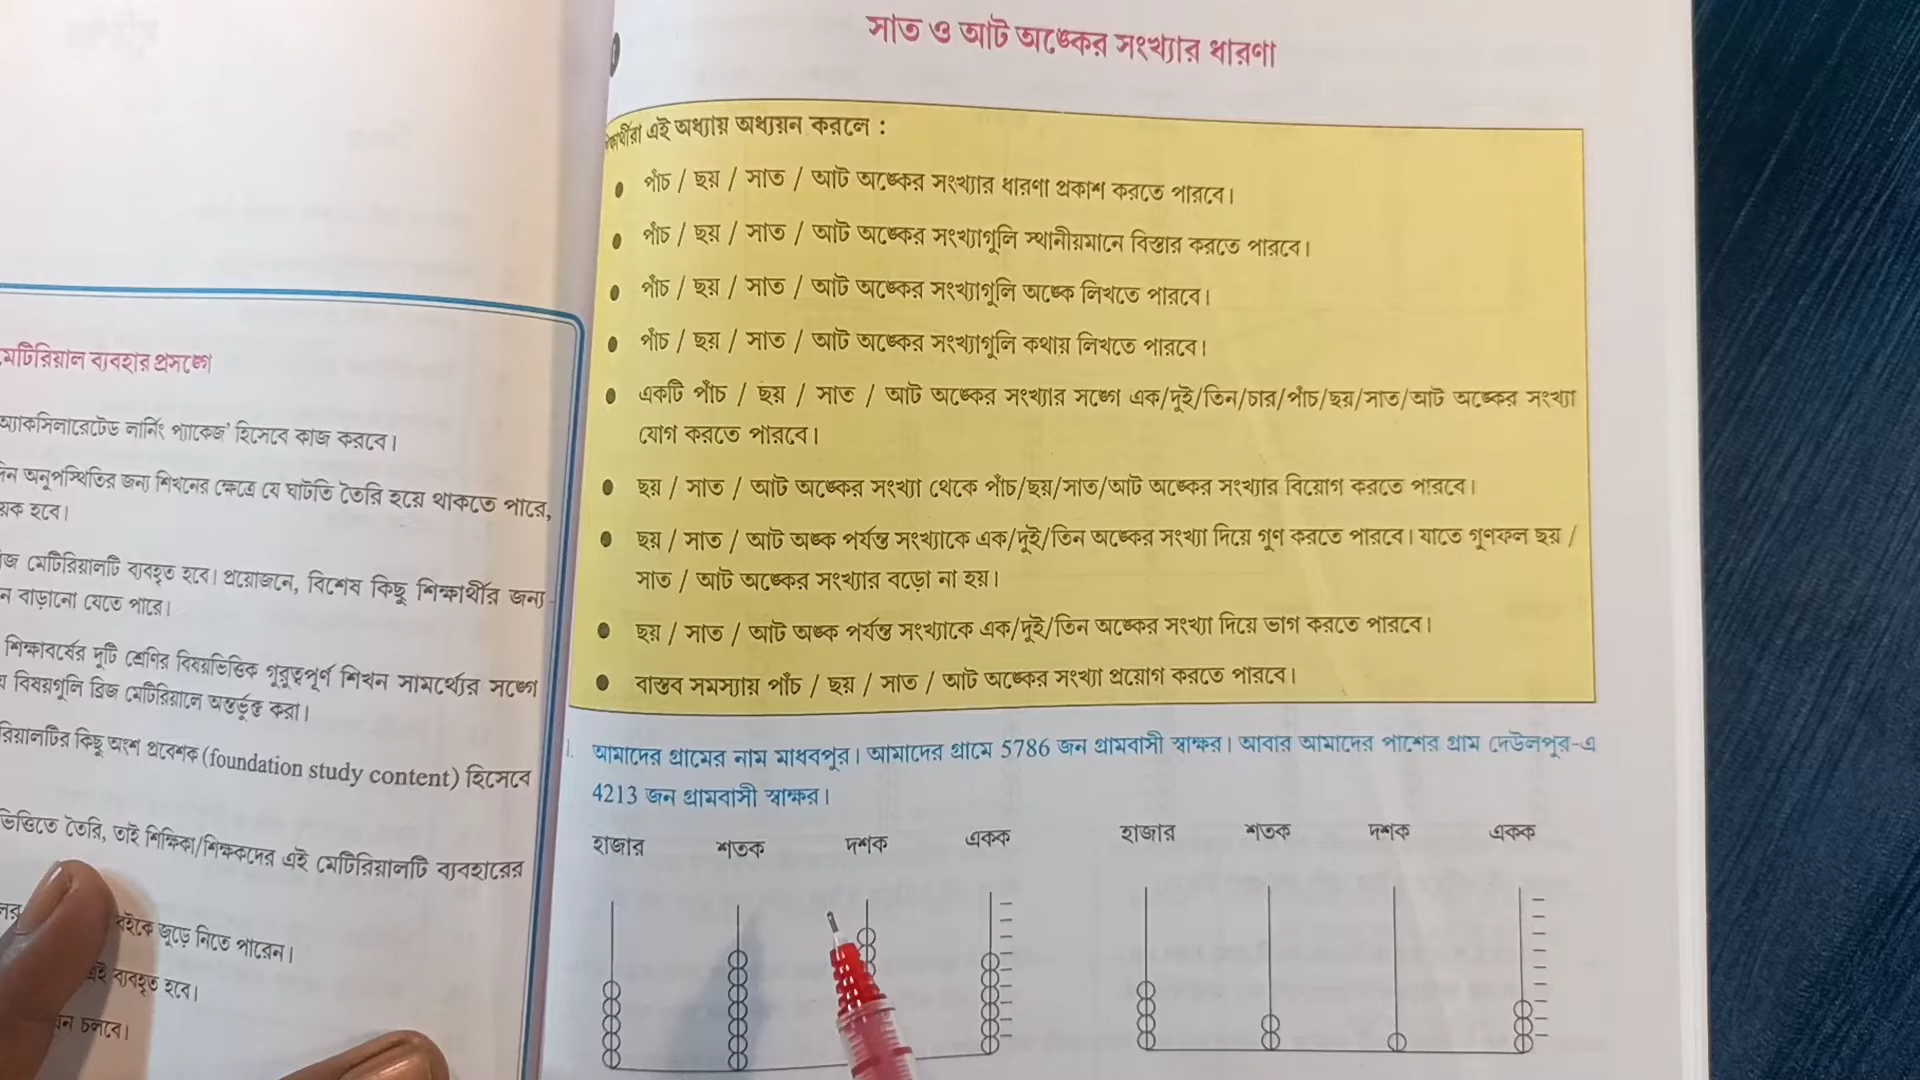 মেটিরিয়াল ব্যবহার প্রসঙ্গে
অ্যাকসিলারেটেড লার্নিং প্যাকেজ' হিসেবে কাজ করবে।
অনুপস্থিতির জন্য শিখনের ক্ষেত্রে যে ঘাটতি তৈরি হয়ে থাকতে পারে,
হবে।
মেটিরিয়ালটি ব্যবহৃত হবে। প্রয়োজনে, বিশেষ কিছু শিক্ষার্থীর জন্য
বাড়ানো যেতে পারে।
শিক্ষাবর্ষের দুটি শ্রেণির বিষয়ভিত্তিক গুরুত্বপূর্ণ শিখন সামর্থ্যের সঙ্গে
বিষয়গুলি ব্রিজ মেটিরিয়ালে অন্তর্ভুক্ত করা।
কিছু অংশ প্রবেশক (foundation study content) হিসেবে
ভিত্তিতে তৈরি, তাই শিক্ষিকা/শিক্ষকদের এই মেটিরিয়ালটি ব্যবহারের
বইকে জুড়ে নিতে পারেন।
ব্যবহৃত হবে।
চলবে।
সাত ও আট অঙ্কের সংখ্যার ধারণা
এই অধ্যায় অধ্যয়ন করলে :
● পাঁচ / ছয় / সাত / আট অঙ্কের সংখ্যার ধারণা প্রকাশ করতে পারবে।
● পাঁচ / ছয় / সাত / আট অঙ্কের সংখ্যাগুলি স্থানীয়মানে বিস্তার করতে পারবে।
● পাঁচ / ছয় / সাত / আট অঙ্কের সংখ্যাগুলি অঙ্কে লিখতে পারবে।
● পাঁচ / ছয় / সাত / আট অঙ্কের সংখ্যাগুলি কথায় লিখতে পারবে।
● একটি পাঁচ / ছয় / সাত / আট অঙ্কের সংখ্যার সঙ্গে এক/দুই/তিন/চার/পাঁচ/ছয়/সাত/আট অঙ্কের সংখ্যা
যোগ করতে পারবে।
● ছয় / সাত / আট অঙ্কের সংখ্যা থেকে পাঁচ/ছয়/সাত/আট অঙ্কের সংখ্যার বিয়োগ করতে পারবে।
● ছয় / সাত / আট অঙ্ক পর্যন্ত সংখ্যাকে এক/দুই/তিন অঙ্কের সংখ্যা দিয়ে গুণ করতে পারবে। যাতে গুণফল ছয় /
সাত / আট অঙ্কের সংখ্যার বড়ো না হয়।
● ছয় / সাত / আট অঙ্ক পর্যন্ত সংখ্যাকে এক/দুই/তিন অঙ্কের সংখ্যা দিয়ে ভাগ করতে পারবে।
● বাস্তব সমস্যায় পাঁচ / ছয় / সাত / আট অঙ্কের সংখ্যা প্রয়োগ করতে পারবে।
1. আমাদের গ্রামের নাম মাধবপুর। আমাদের গ্রামে 5786 জন গ্রামবাসী স্বাক্ষর। আবার আমাদের পাশের গ্রাম দেউলপুর-এ
4213 জন গ্রামবাসী স্বাক্ষর।
হাজার শতক দশক একক হাজার শতক দশক একক